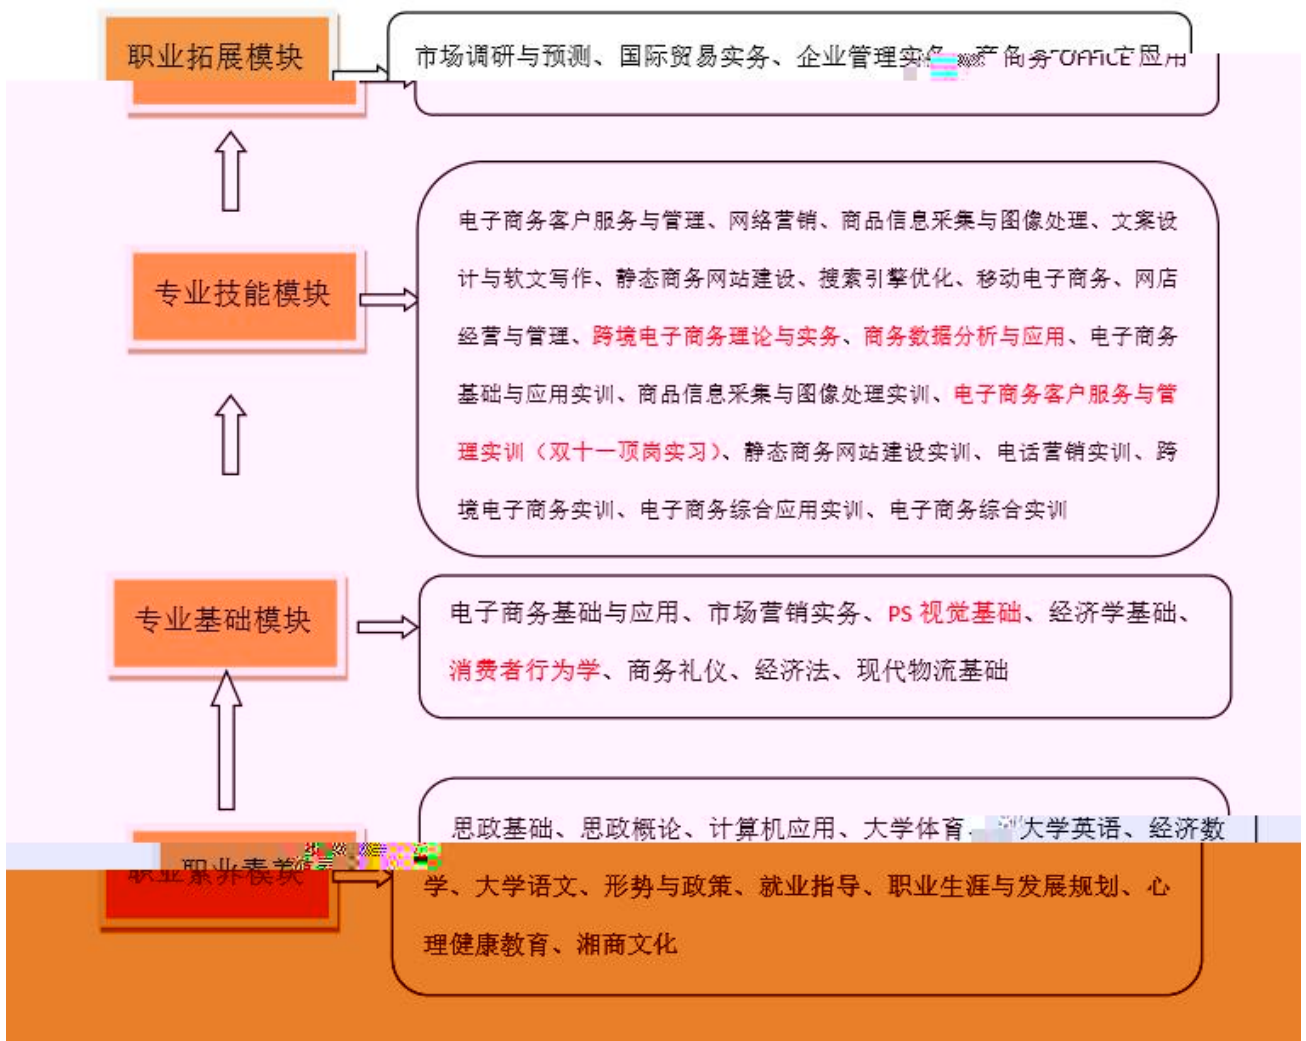 职业拓展模块
市场调研与预测、国际贸易实务、企业管理实务、商务 OFFICE 应用
专业技能模块
电子商务客户服务与管理、网络营销、商品信息采集与图像处理、文案设
计与软文写作、静态商务网站建设、搜索引擎优化、移动电子商务、网店
经营与管理、跨境电子商务理论与实务、商务数据分析与应用、电子商务
基础与应用实训、商品信息采集与图像处理实训、电子商务客户服务与管
理实训（双十一顶岗实习）、静态商务网站建设实训、电话营销实训、跨
境电子商务实训、电子商务综合应用实训、电子商务综合实训
专业基础模块
电子商务基础与应用、市场营销实务、PS 视觉基础、经济学基础、
消费者行为学、商务礼仪、经济法、现代物流基础
职业素养模块
思政基础、思政概论、计算机应用、大学体育、大学英语、经济数
学、大学语文、形势与政策、就业指导、职业生涯与发展规划、心
理健康教育、湘商文化